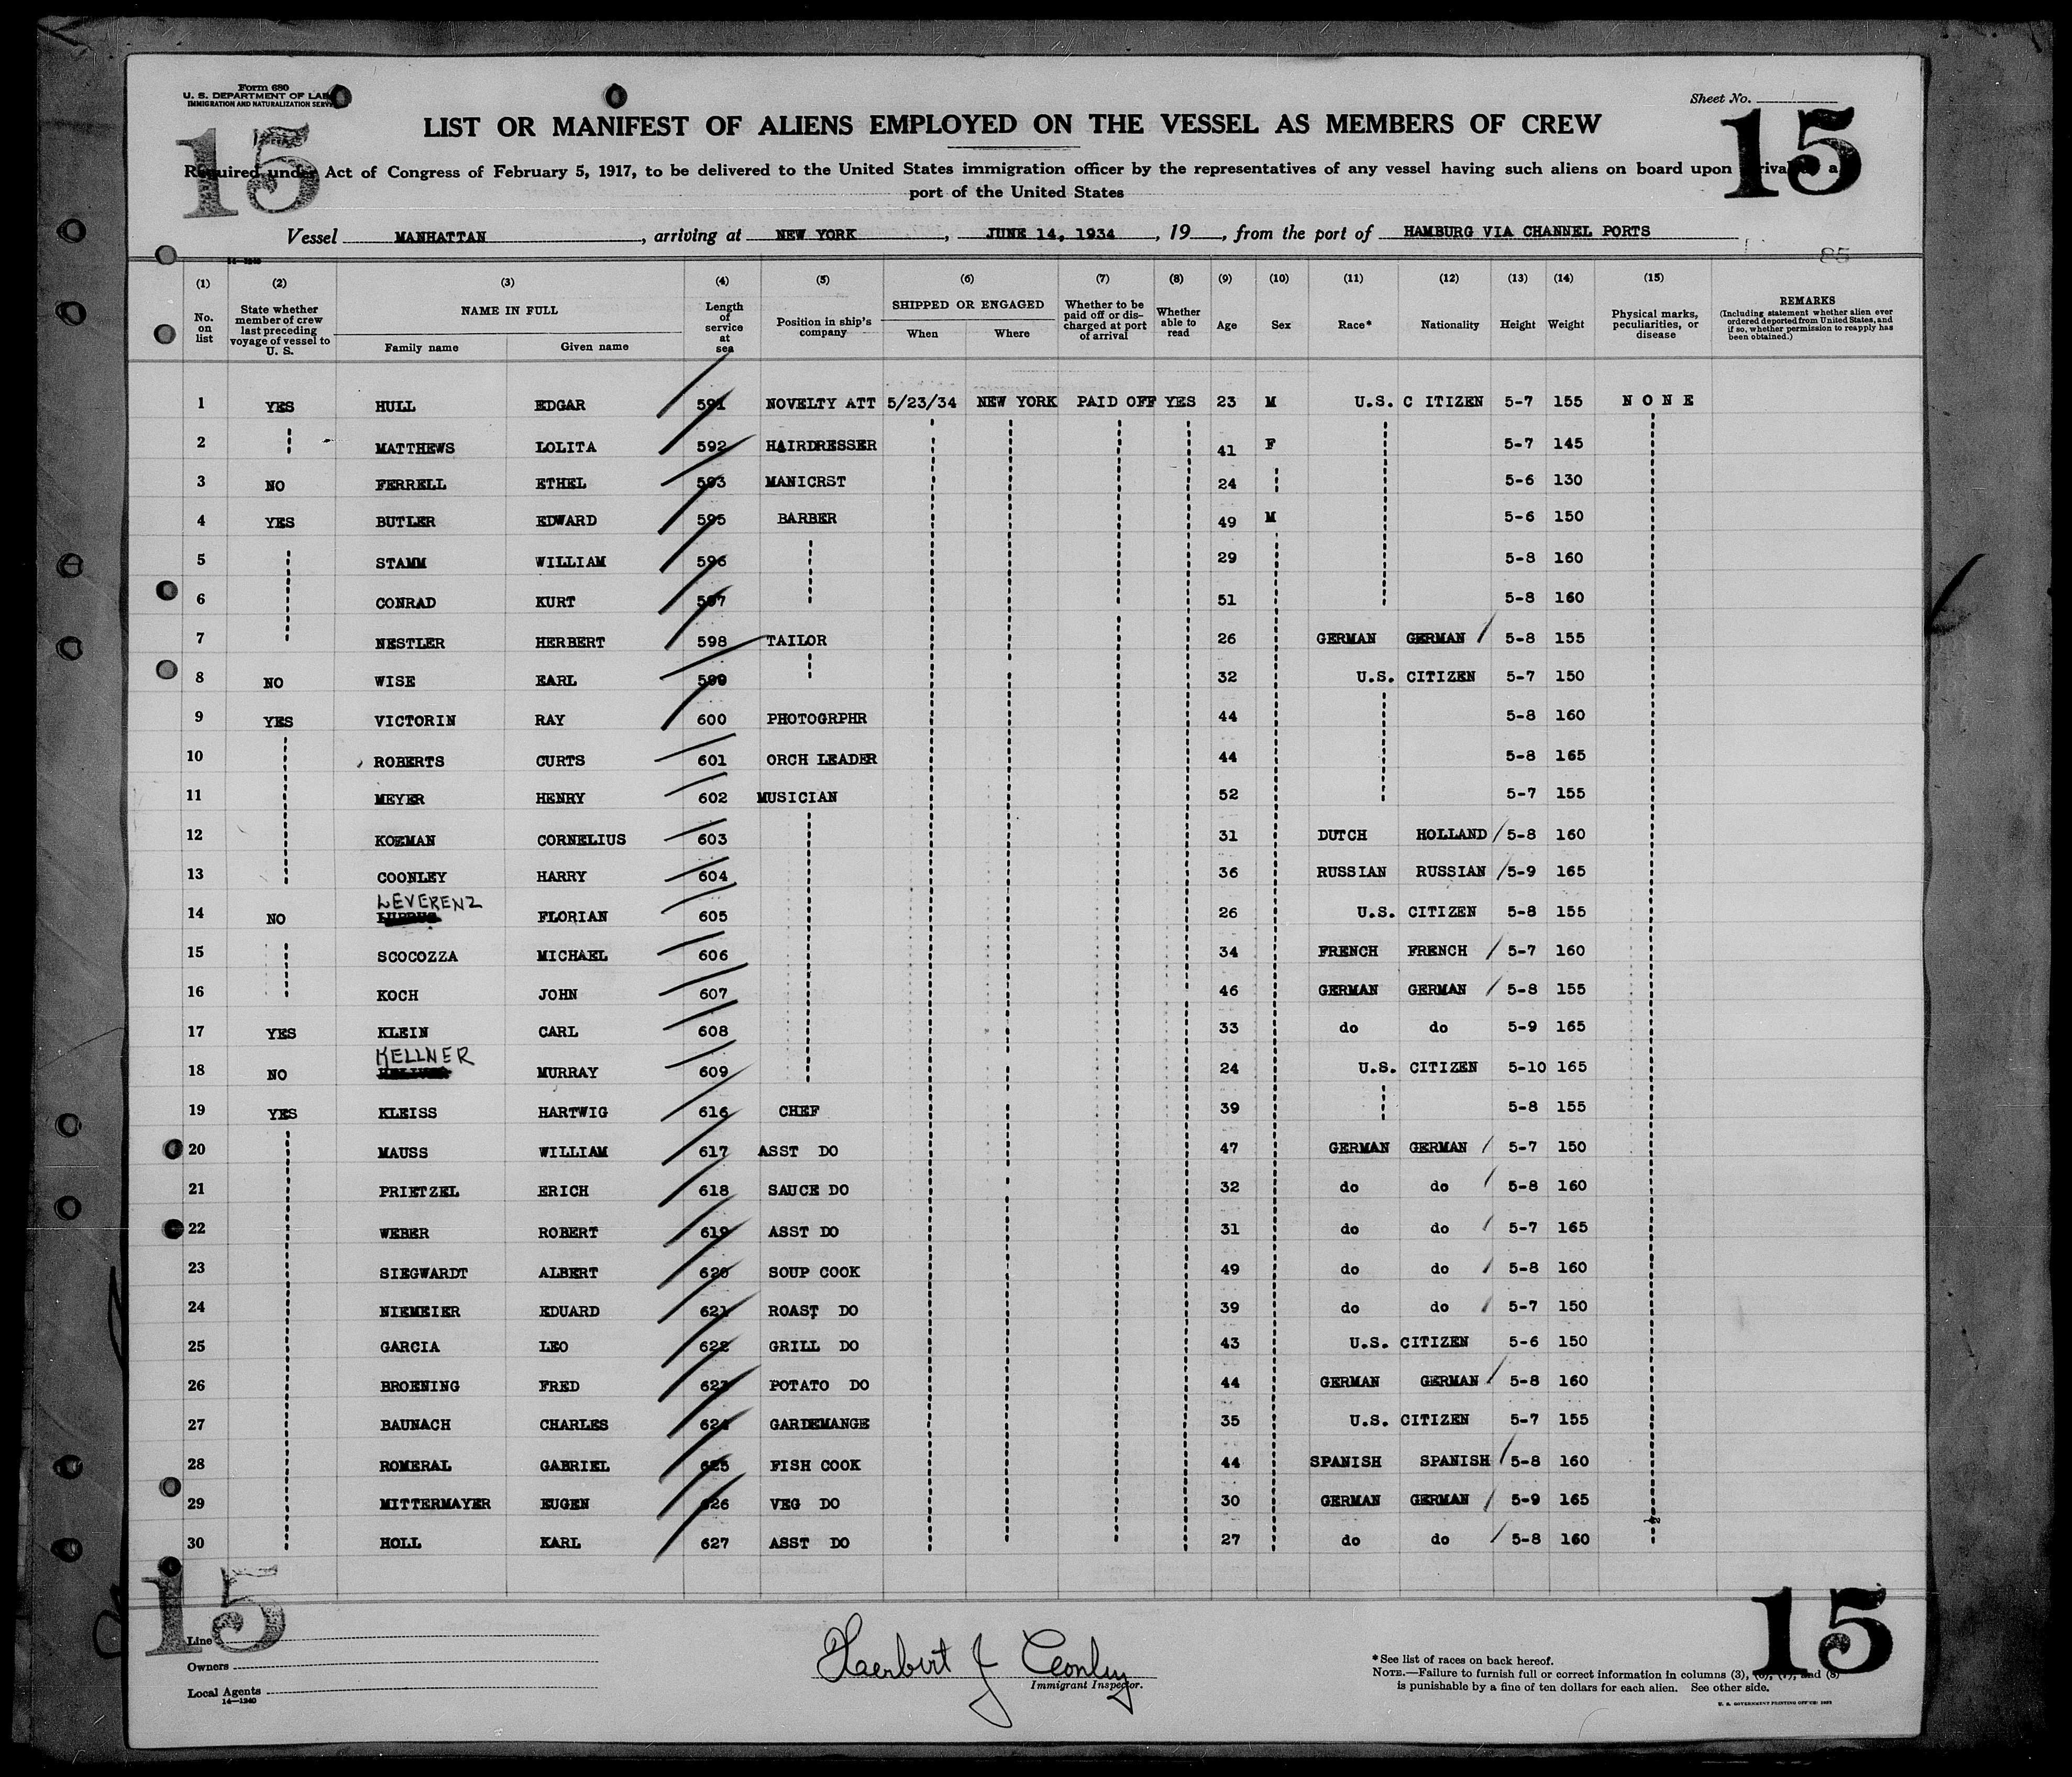 Form 680
U. S. DEPARTMENT OF
IMMIGRATION AND NATURALIZATION
Sheet No.
15
15
LIST OR MANIFEST OF ALIENS EMPLOYED ON THE VESSEL AS MEMBERS OF CREW
Required under Act of Congress of February 5, 1917, to be delivered to the United States immigration officer by the representatives of any vessel having such aliens on board upon
port of the United States
Vessel MANHATTAN, arriving at NEW YORK, JUNE 14, 1934, 19, from the port of HAMBURG VIA CHANNEL PORTS
85
(1) (2) (3) (4) (5) (6) (7) (8) (9) (10) (11) (12) (13) (14) (15)
No. on list
State whether member of crew last preceding voyage of vessel to U. S.
NAME IN FULL
Family name Given name
Length of service at sea
Position in ship's company
SHIPPED OR ENGAGED
When Where
Whether to be paid off or discharged at port of arrival
Whether able to read
Age
Sex
Race*
Nationality
Height
Weight
Physical marks, peculiarities, or disease
REMARKS
(Including statement whether alien ever ordered deported from United States, and if so, whether permission to reapply has been obtained.)
1 YES HULL EDGAR 591 NOVELTY ATT 5/23/34 NEW YORK PAID OFF YES 23 M U.S. C ITIZEN 5-7 155 N O N E
2 MATTHEWS LOLITA 592 HAIRDRESSER 41 F 5-7 145
3 NO FERRELL ETHEL 593 MANICRST 24 5-6 130
4 YES BUTLER EDWARD 595 BARBER 49 M 5-6 150
5 STAMM WILLIAM 596 29 5-8 160
6 CONRAD KURT 597 51 5-8 160
7 NESTLER HERBERT 598 TAILOR 26 GERMAN GERMAN 5-8 155
8 NO WISE EARL 599 32 U.S. CITIZEN 5-7 150
9 YES VICTORIN RAY 600 PHOTOGRPHR 44 5-8 160
10 ROBERTS CURTS 601 ORCH LEADER 44 5-8 165
11 MEYER HENRY 602 MUSICIAN 52 5-7 155
12 KOEMAN CORNELIUS 603 31 DUTCH HOLLAND 5-8 160
13 COONLEY HARRY 604 36 RUSSIAN RUSSIAN 5-9 165
14 NO LEVERENZ FLORIAN 605 26 U.S. CITIZEN 5-8 155
15 SCOCOZZA MICHAEL 606 34 FRENCH FRENCH 5-7 160
16 KOCH JOHN 607 46 GERMAN GERMAN 5-8 155
17 YES KLEIN CARL 608 33 do do 5-9 165
18 NO KELLNER MURRAY 609 24 U.S. CITIZEN 5-10 165
19 YES KLEISS HARTWIG 616 CHEF 39 5-8 155
20 MAUSS WILLIAM 617 ASST DO 47 GERMAN GERMAN 5-7 150
21 PRIETZEL ERICH 618 SAUCE DO 32 do do 5-8 160
22 WEBER ROBERT 619 ASST DO 31 do do 5-7 165
23 SIEGWARDT ALBERT 620 SOUP COOK 49 do do 5-8 160
24 NIEMEIER EDUARD 621 ROAST DO 39 do do 5-7 150
25 GARCIA LEO 622 GRILL DO 43 U.S. CITIZEN 5-6 150
26 BROENING FRED 623 POTATO DO 44 GERMAN GERMAN 5-8 160
27 BAUNACH CHARLES 624 GARDEMANGE 35 U.S. CITIZEN 5-7 155
28 ROMERAL GABRIEL 625 FISH COOK 44 SPANISH SPANISH 5-8 160
29 MITTERMAYER EUGEN 626 VEG DO 30 GERMAN GERMAN 5-9 165
30 HOLL KARL 627 ASST DO 27 do do 5-8 160
15
15
Line
Owners
Local Agents
14—1240
Immigrant Inspector.
*See list of races on back hereof.
NOTE.—Failure to furnish full or correct information in columns (3), (6), (7), and (8)
is punishable by a fine of ten dollars for each alien. See other side.
U. S. GOVERNMENT PRINTING OFFICE: